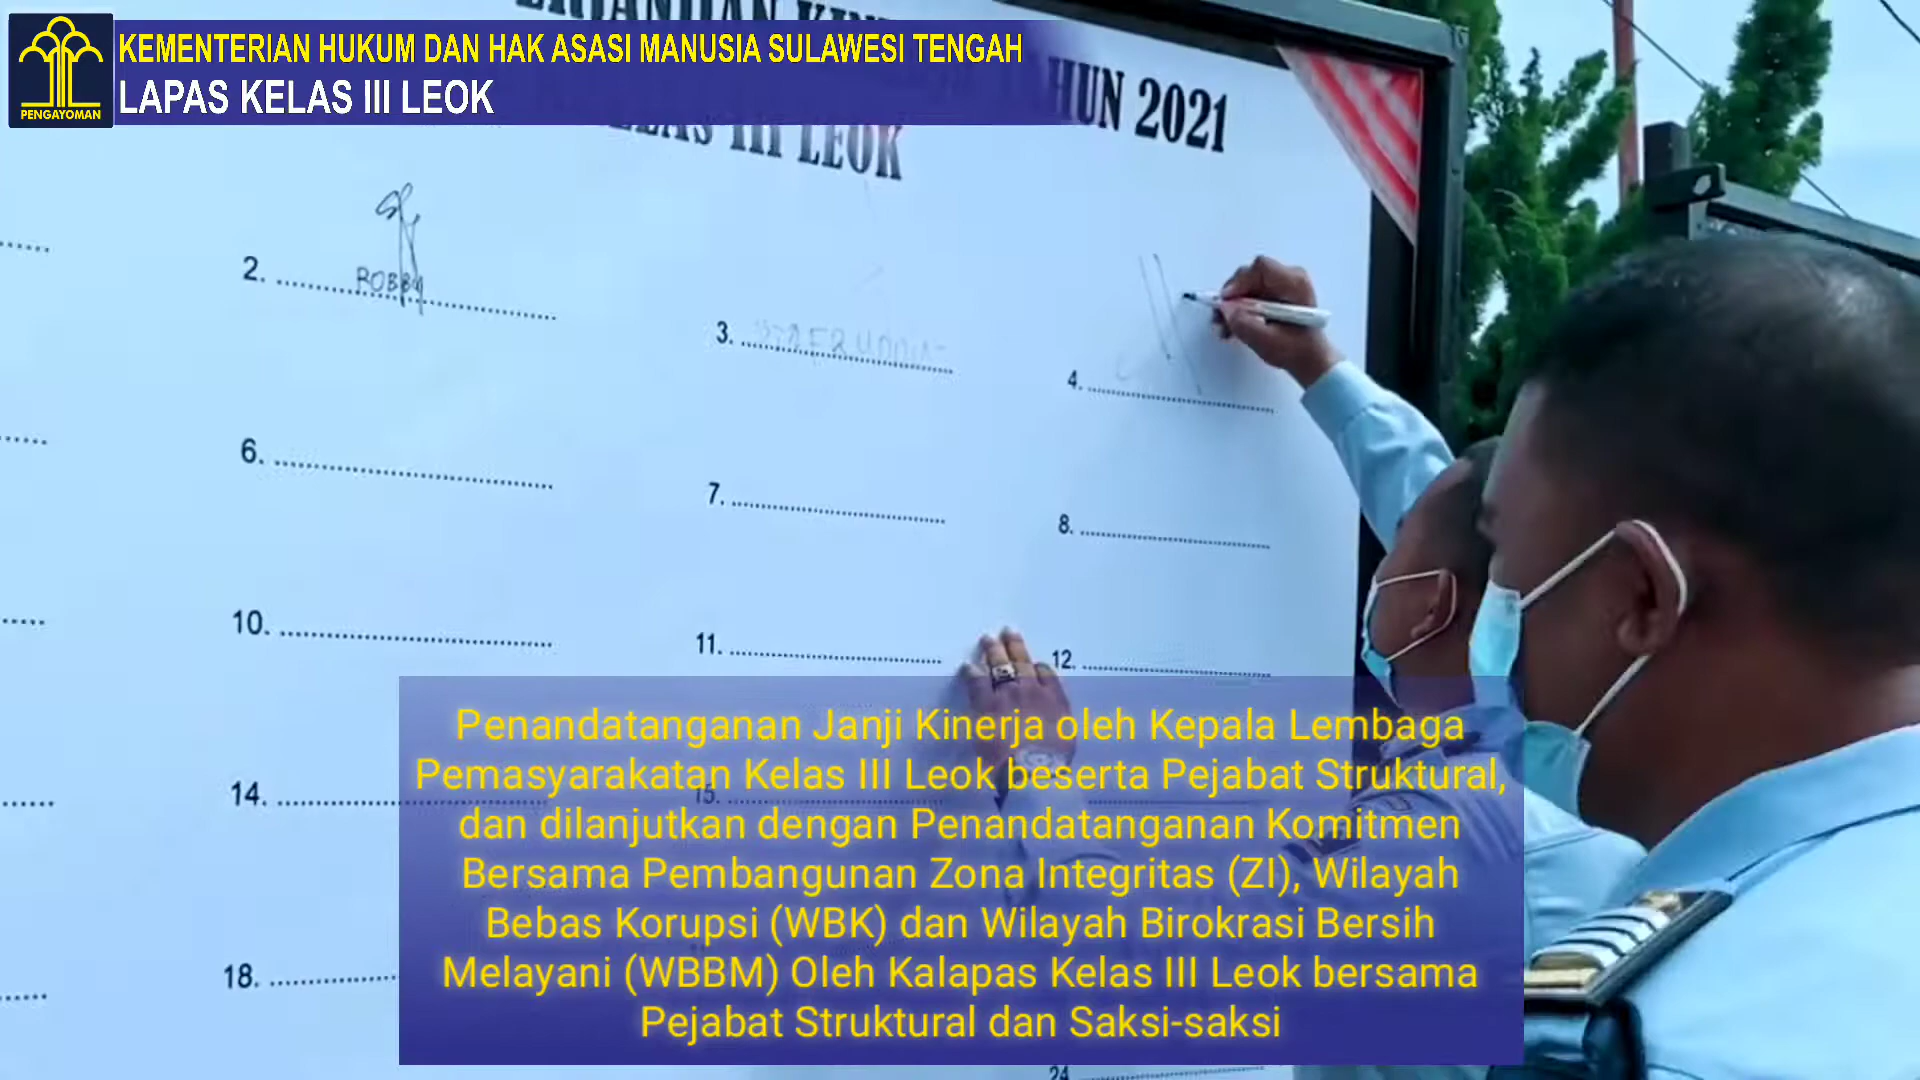 KEMENTERIAN HUKUM DAN HAK ASASI MANUSIA SULAWESI TENGAH
LAPAS KELAS III LEOK
PENGAYOMAN
TAHUN 2021
KELAS III LEOK
2. ROBBY
3.
4.
6.
7.
8.
10.
11.
12.
14.
15.
18.
24
Penandatanganan Janji Kinerja oleh Kepala Lembaga
Pemasyarakatan Kelas III Leok beserta Pejabat Struktural,
dan dilanjutkan dengan Penandatanganan Komitmen
Bersama Pembangunan Zona Integritas (ZI), Wilayah
Bebas Korupsi (WBK) dan Wilayah Birokrasi Bersih
Melayani (WBBM) Oleh Kalapas Kelas III Leok bersama
Pejabat Struktural dan Saksi-saksi